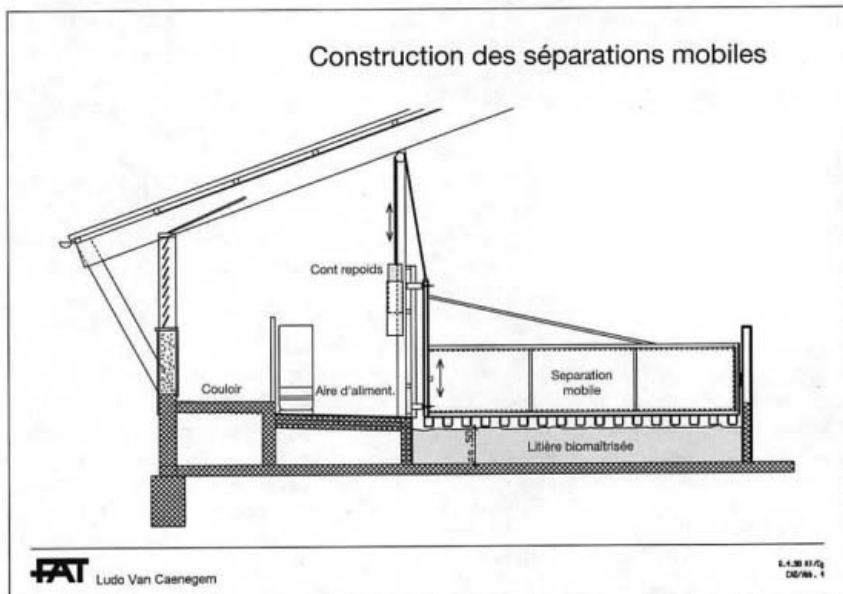 Construction des séparations mobiles
Cont repoids
Couloir
Aire d'aliment.
Separation
mobile
Litière biomaîtrisée
FAT
Ludo Van Caenegem